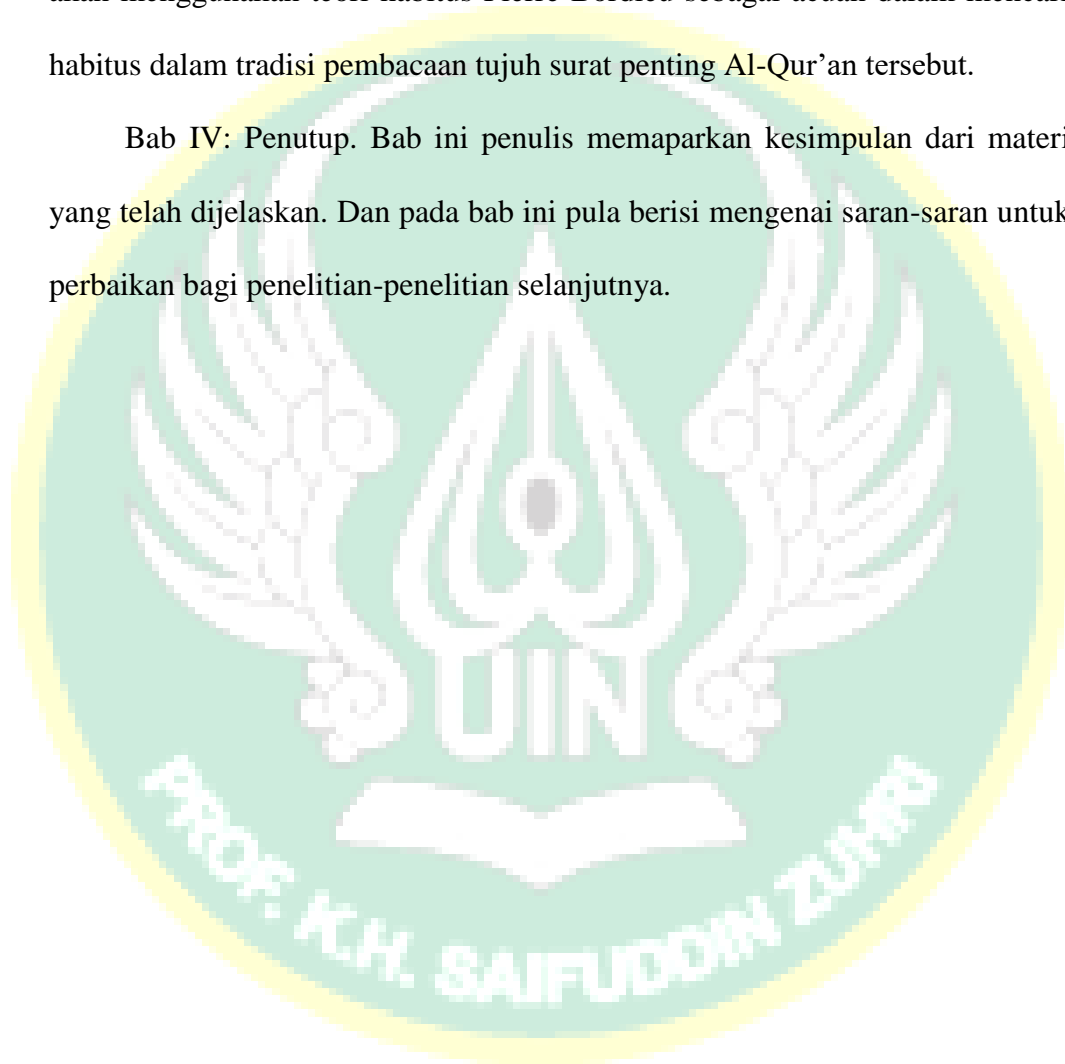 habitus dalam tradisi pembacaan tujuh surat penting Al-Qur’an tersebut.
Bab IV: Penutup. Bab ini penulis memaparkan kesimpulan dari materi
yang telah dijelaskan. Dan pada bab ini pula berisi mengenai saran-saran untuk
perbaikan bagi penelitian-penelitian selanjutnya.
UIN
PROF. K.H. SAIFUDDIN ZUHRI